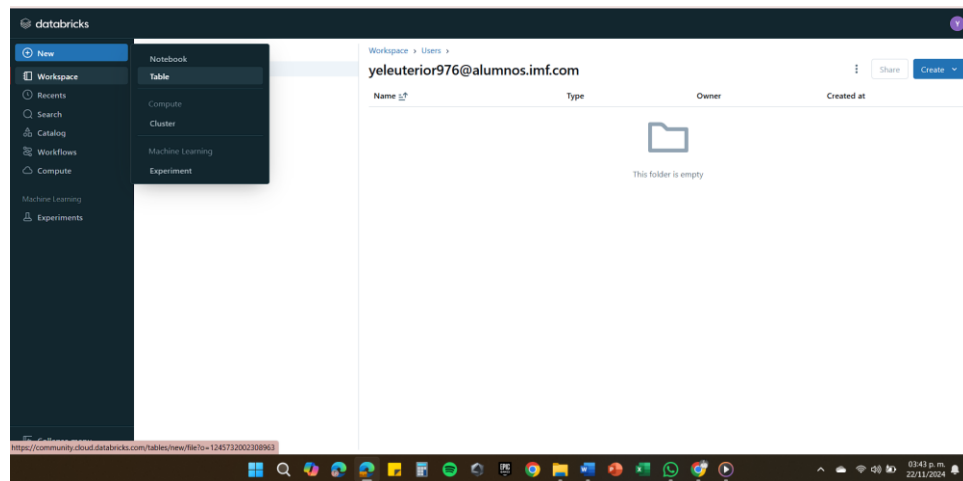 databricks
Y
New
Workspace
Recents
Search
Catalog
Workflows
Compute
Machine Learning
Experiments
Notebook
Table
Compute
Cluster
Machine Learning
Experiment
Workspace > Users >
yeleuterior976@alumnos.imf.com
Share
Create
Name Type Owner Created at
This folder is empty
https://community.cloud.databricks.com/tables/new/file?o=1245732002308963
EPIC
03:43 p. m.
22/11/2024